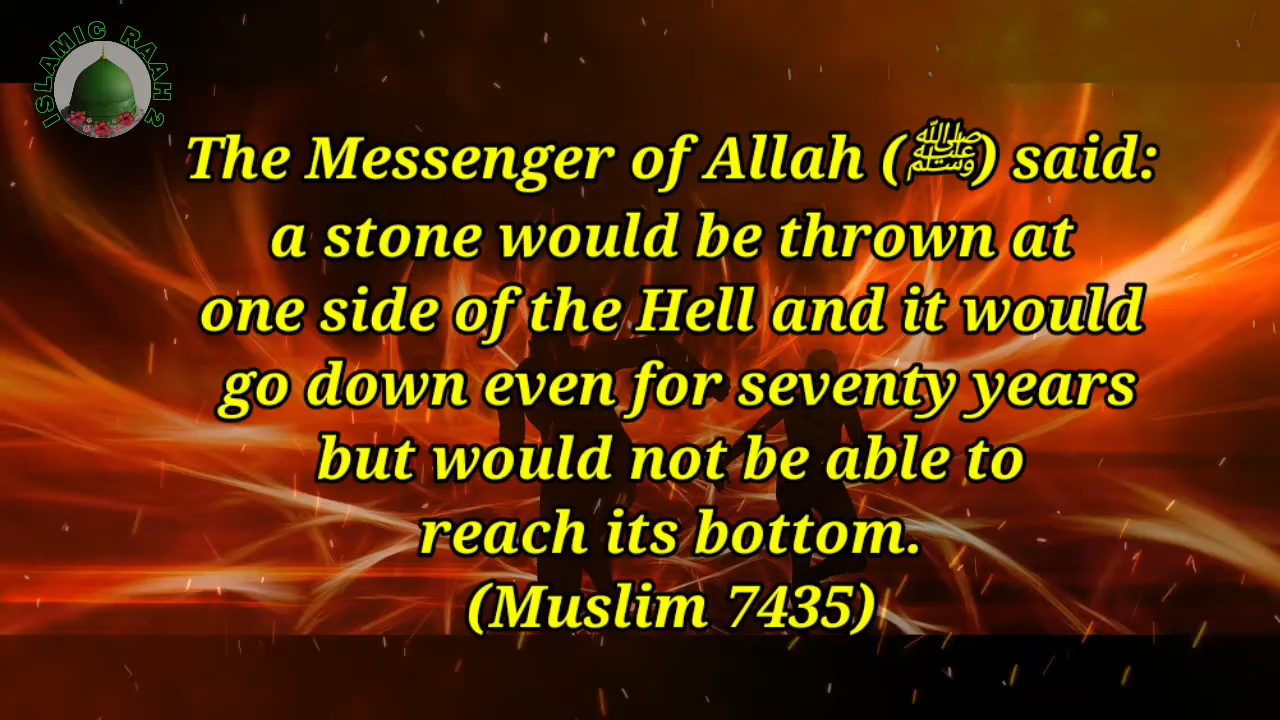 ISLAMIC RAAH 2
The Messenger of Allah (ﷺ) said:
a stone would be thrown at
one side of the Hell and it would
go down even for seventy years
but would not be able to
reach its bottom.
(Muslim 7435)